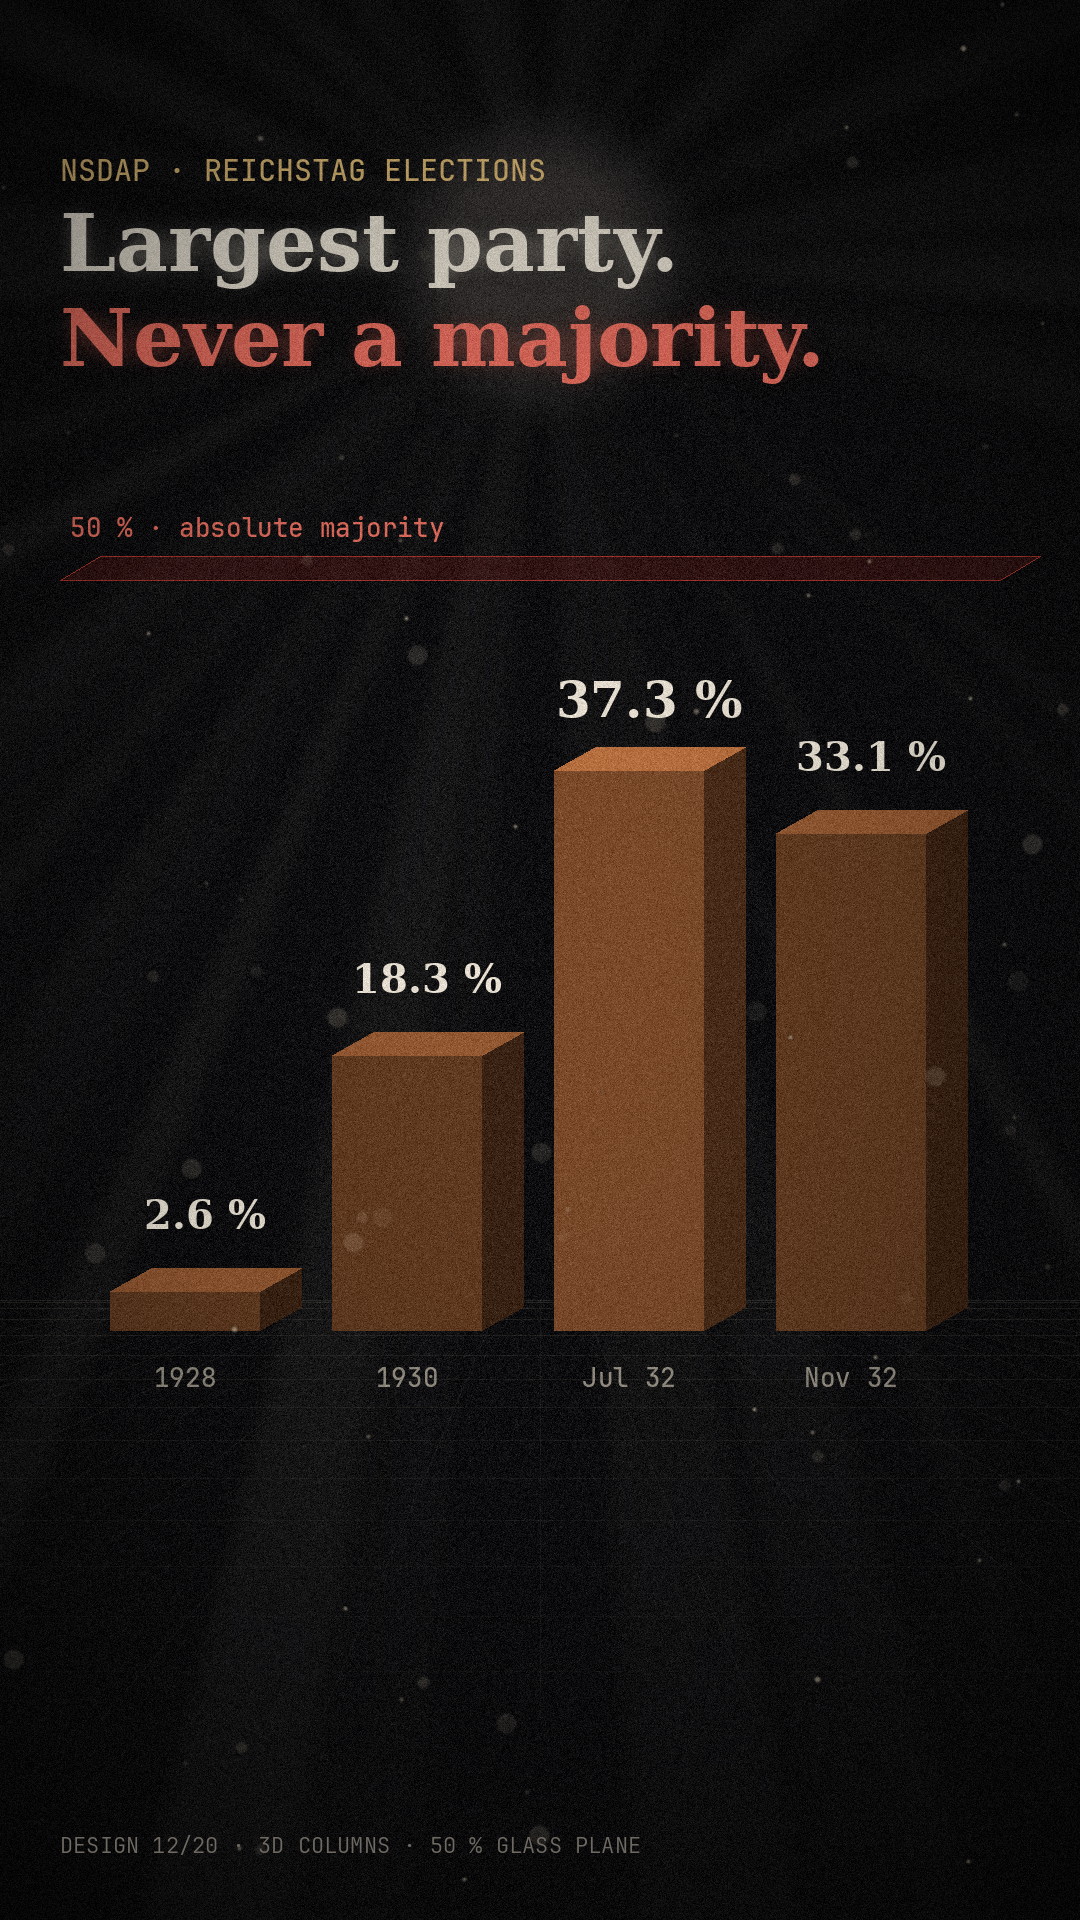 NSDAP · REICHSTAG ELECTIONS
Largest party.
Never a majority.
50 % · absolute majority
37.3 %
33.1 %
18.3 %
2.6 %
1928
1930
Jul 32
Nov 32
DESIGN 12/20 · 3D COLUMNS · 50 % GLASS PLANE